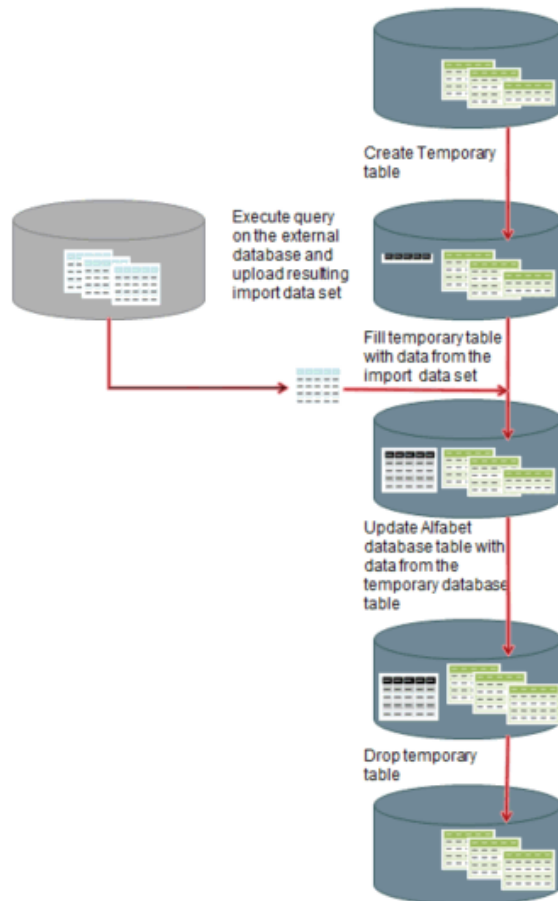 Create Temporary
table
Execute query
on the external
database and
upload resulting
import data set
Fill temporary table
with data from the
import data set
Update Alfabet
database table with
data from the
temporary database
table
Drop temporary
table